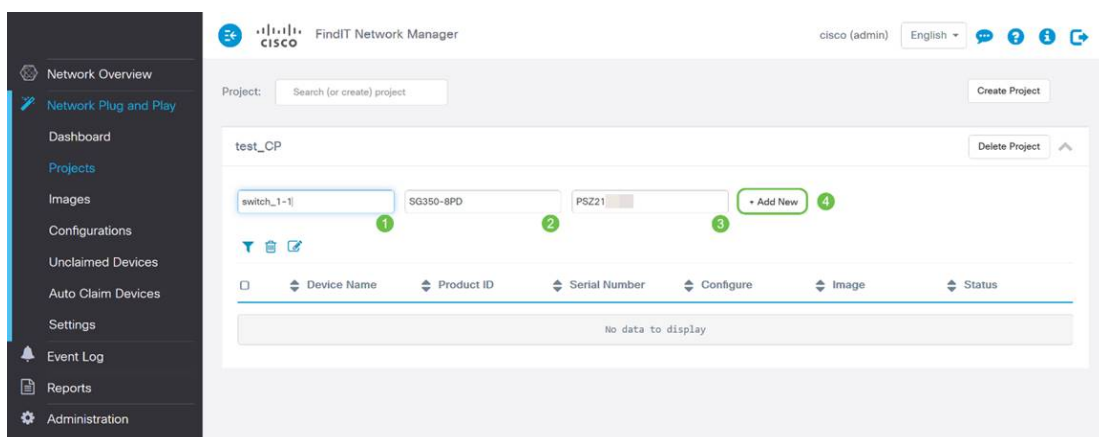 CISCO FindIT Network Manager cisco (admin) English
Network Overview
Network Plug and Play
Dashboard
Projects
Images
Configurations
Unclaimed Devices
Auto Claim Devices
Settings
Event Log
Reports
Administration
Project: Search (or create) project Create Project
test_CP Delete Project
switch_1-1 SG350-8PD PSZ21 + Add New 4
1 2 3
Device Name Product ID Serial Number Configure Image Status
No data to display